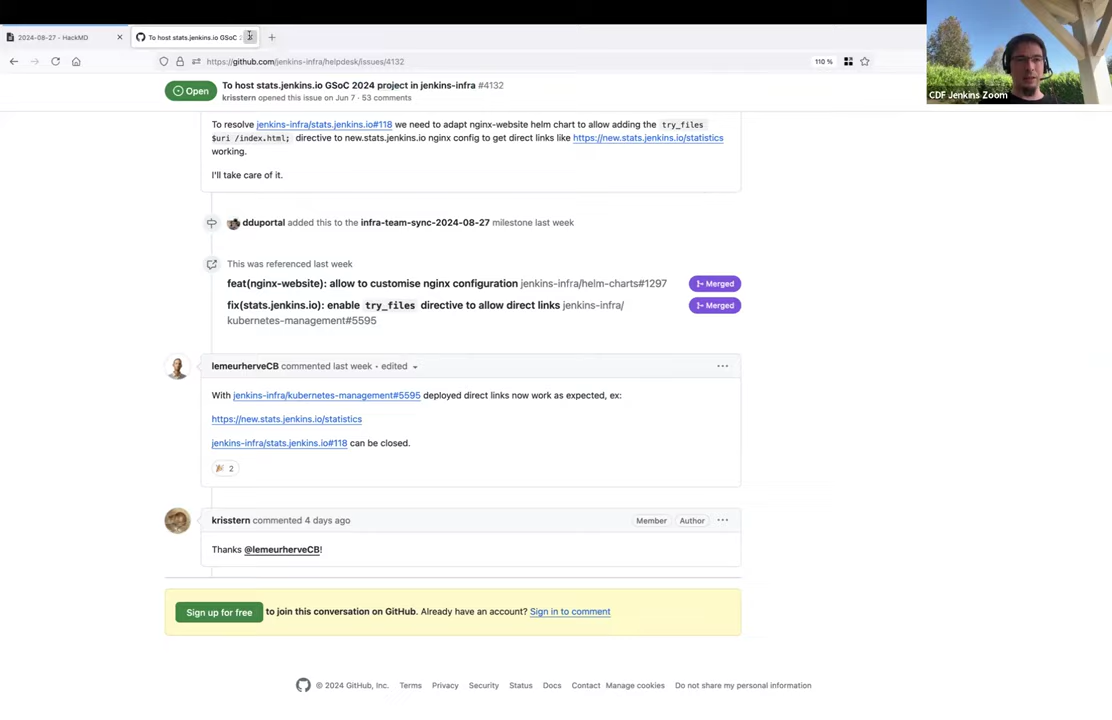 2024-08-27 - HackMD
To host stats.jenkins.io GSoC 2
https://github.com/jenkins-infra/helpdesk/issues/4132
110 %
CDF Jenkins Zoom
Open
To host stats.jenkins.io GSoC 2024 project in jenkins-infra #4132
krisstern opened this issue on Jun 7 · 53 comments
To resolve jenkins-infra/stats.jenkins.io#118 we need to adapt nginx-website helm chart to allow adding the try_files
$uri /index.html; directive to new.stats.jenkins.io nginx config to get direct links like https://new.stats.jenkins.io/statistics
working.
I'll take care of it.
dduportal added this to the infra-team-sync-2024-08-27 milestone last week
This was referenced last week
feat(nginx-website): allow to customise nginx configuration jenkins-infra/helm-charts#1297
Merged
fix(stats.jenkins.io): enable try_files directive to allow direct links jenkins-infra/
kubernetes-management#5595
Merged
lemeurherveCB commented last week • edited
With jenkins-infra/kubernetes-management#5595 deployed direct links now work as expected, ex:
https://new.stats.jenkins.io/statistics
jenkins-infra/stats.jenkins.io#118 can be closed.
2
krisstern commented 4 days ago
Member
Author
Thanks @lemeurherveCB!
Sign up for free to join this conversation on GitHub. Already have an account? Sign in to comment
© 2024 GitHub, Inc. Terms Privacy Security Status Docs Contact Manage cookies Do not share my personal information